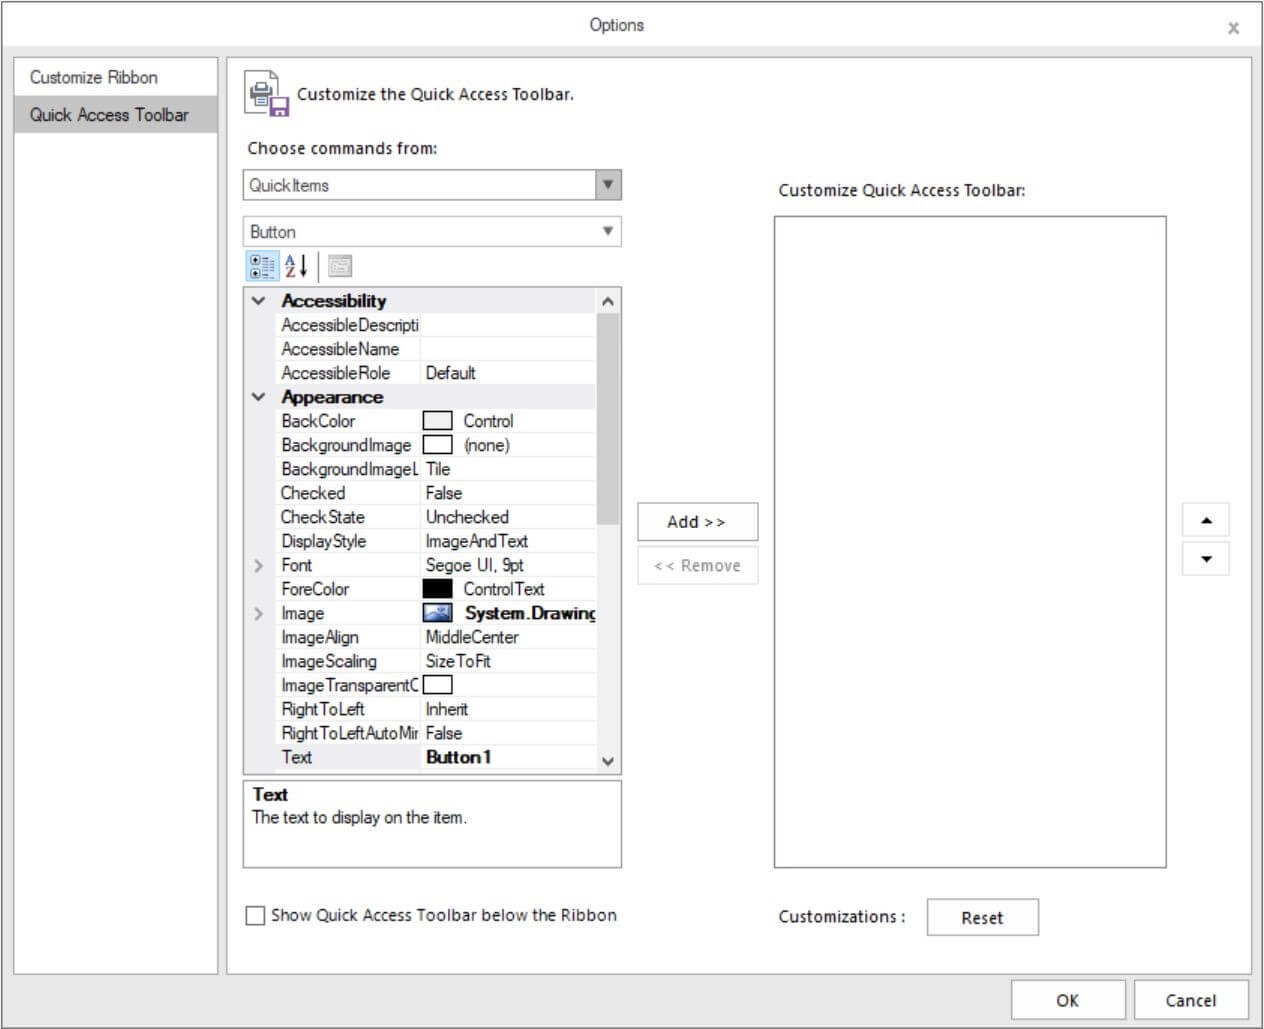 Options
x
Customize Ribbon
Quick Access Toolbar
Customize the Quick Access Toolbar.
Choose commands from:
QuickItems
Button
A
Z
Accessibility
AccessibleDescripti
AccessibleName
AccessibleRole Default
Appearance
BackColor Control
BackgroundImage (none)
BackgroundImageL Tile
Checked False
CheckState Unchecked
DisplayStyle ImageAndText
Font Segoe UI, 9pt
ForeColor ControlText
Image System.Drawing
ImageAlign MiddleCenter
ImageScaling SizeToFit
ImageTransparentC
RightToLeft Inherit
RightToLeftAutoMir False
Text Button1
Text
The text to display on the item.
Show Quick Access Toolbar below the Ribbon
Add >>
<< Remove
Customize Quick Access Toolbar:
Customizations :
Reset
OK
Cancel